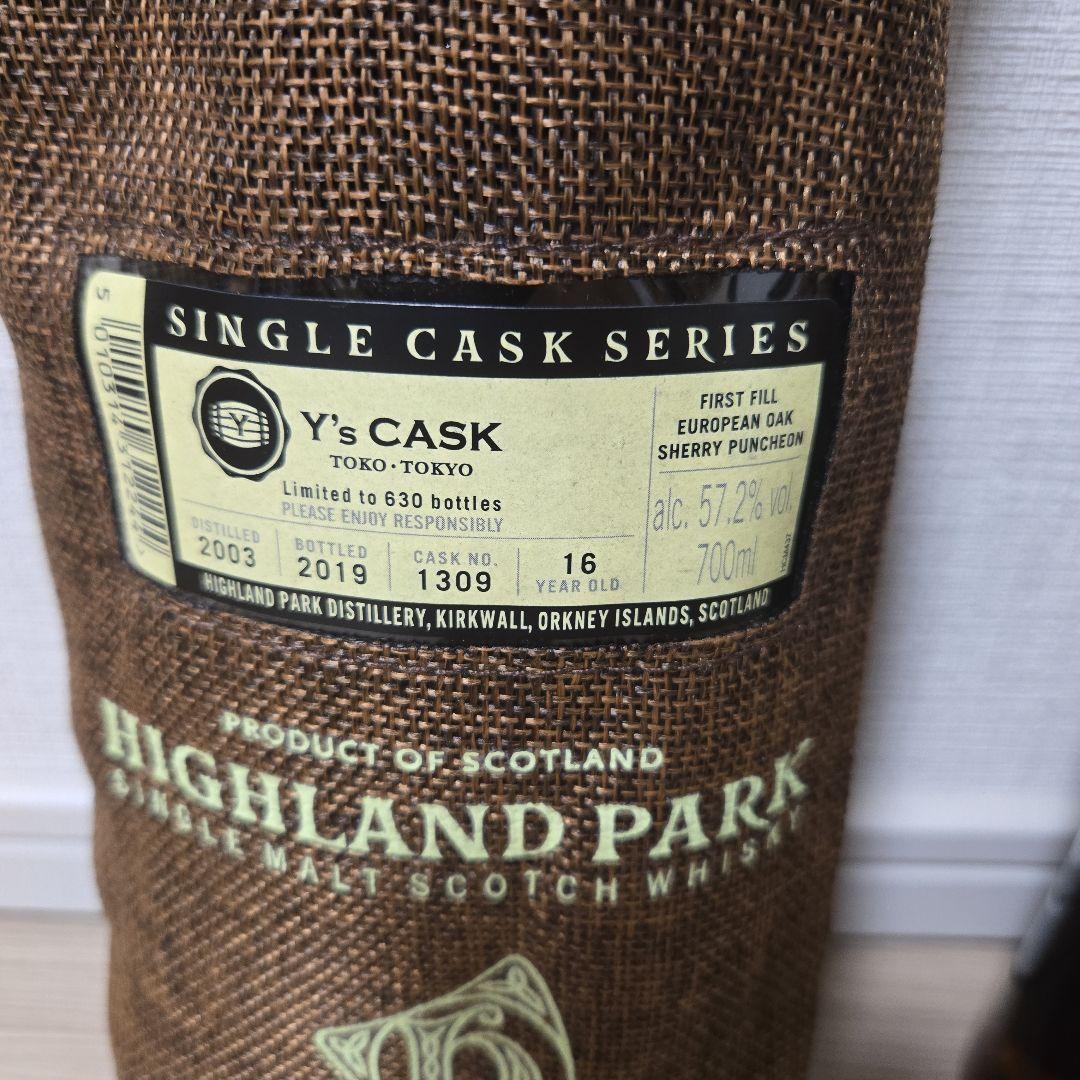 SINGLE CASK SERIES
Y
Y's CASK
TOKO · TOKYO
Limited to 630 bottles
PLEASE ENJOY RESPONSIBLY
DISTILLED
2003
BOTTLED
2019
CASK NO.
1309
16
YEAR OLD
FIRST FILL
EUROPEAN OAK
SHERRY PUNCHEON
alc. 57.2% vol.
700ml
HIGHLAND PARK DISTILLERY, KIRKWALL, ORKNEY ISLANDS, SCOTLAND
PRODUCT OF SCOTLAND
HIGHLAND PARK
SINGLE MALT SCOTCH WHISKY